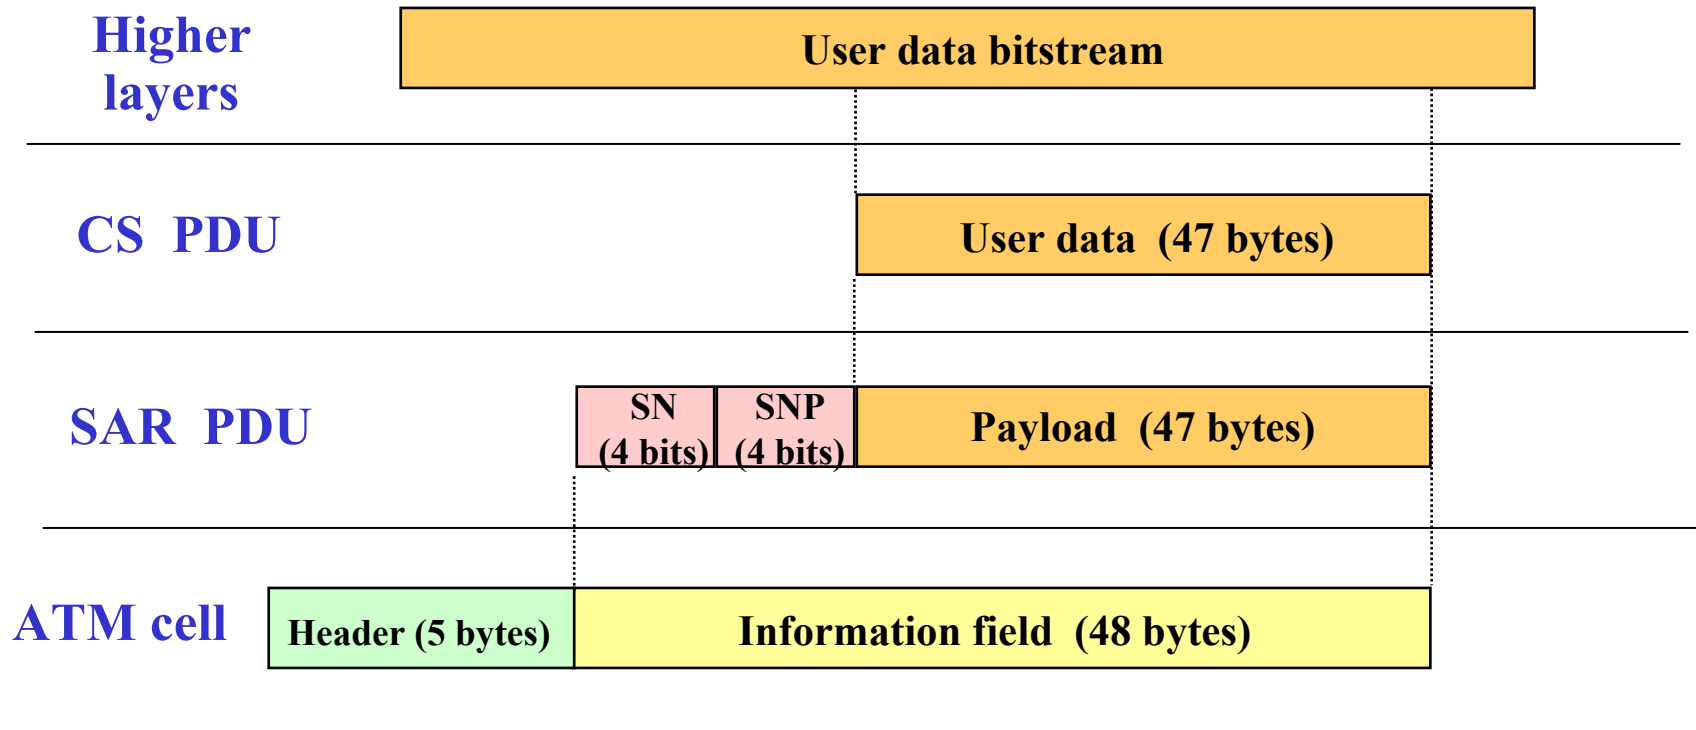 Higher
layers
User data bitstream
CS PDU
User data (47 bytes)
SAR PDU
SN
(4 bits)
SNP
(4 bits)
Payload (47 bytes)
ATM cell
Header (5 bytes)
Information field (48 bytes)